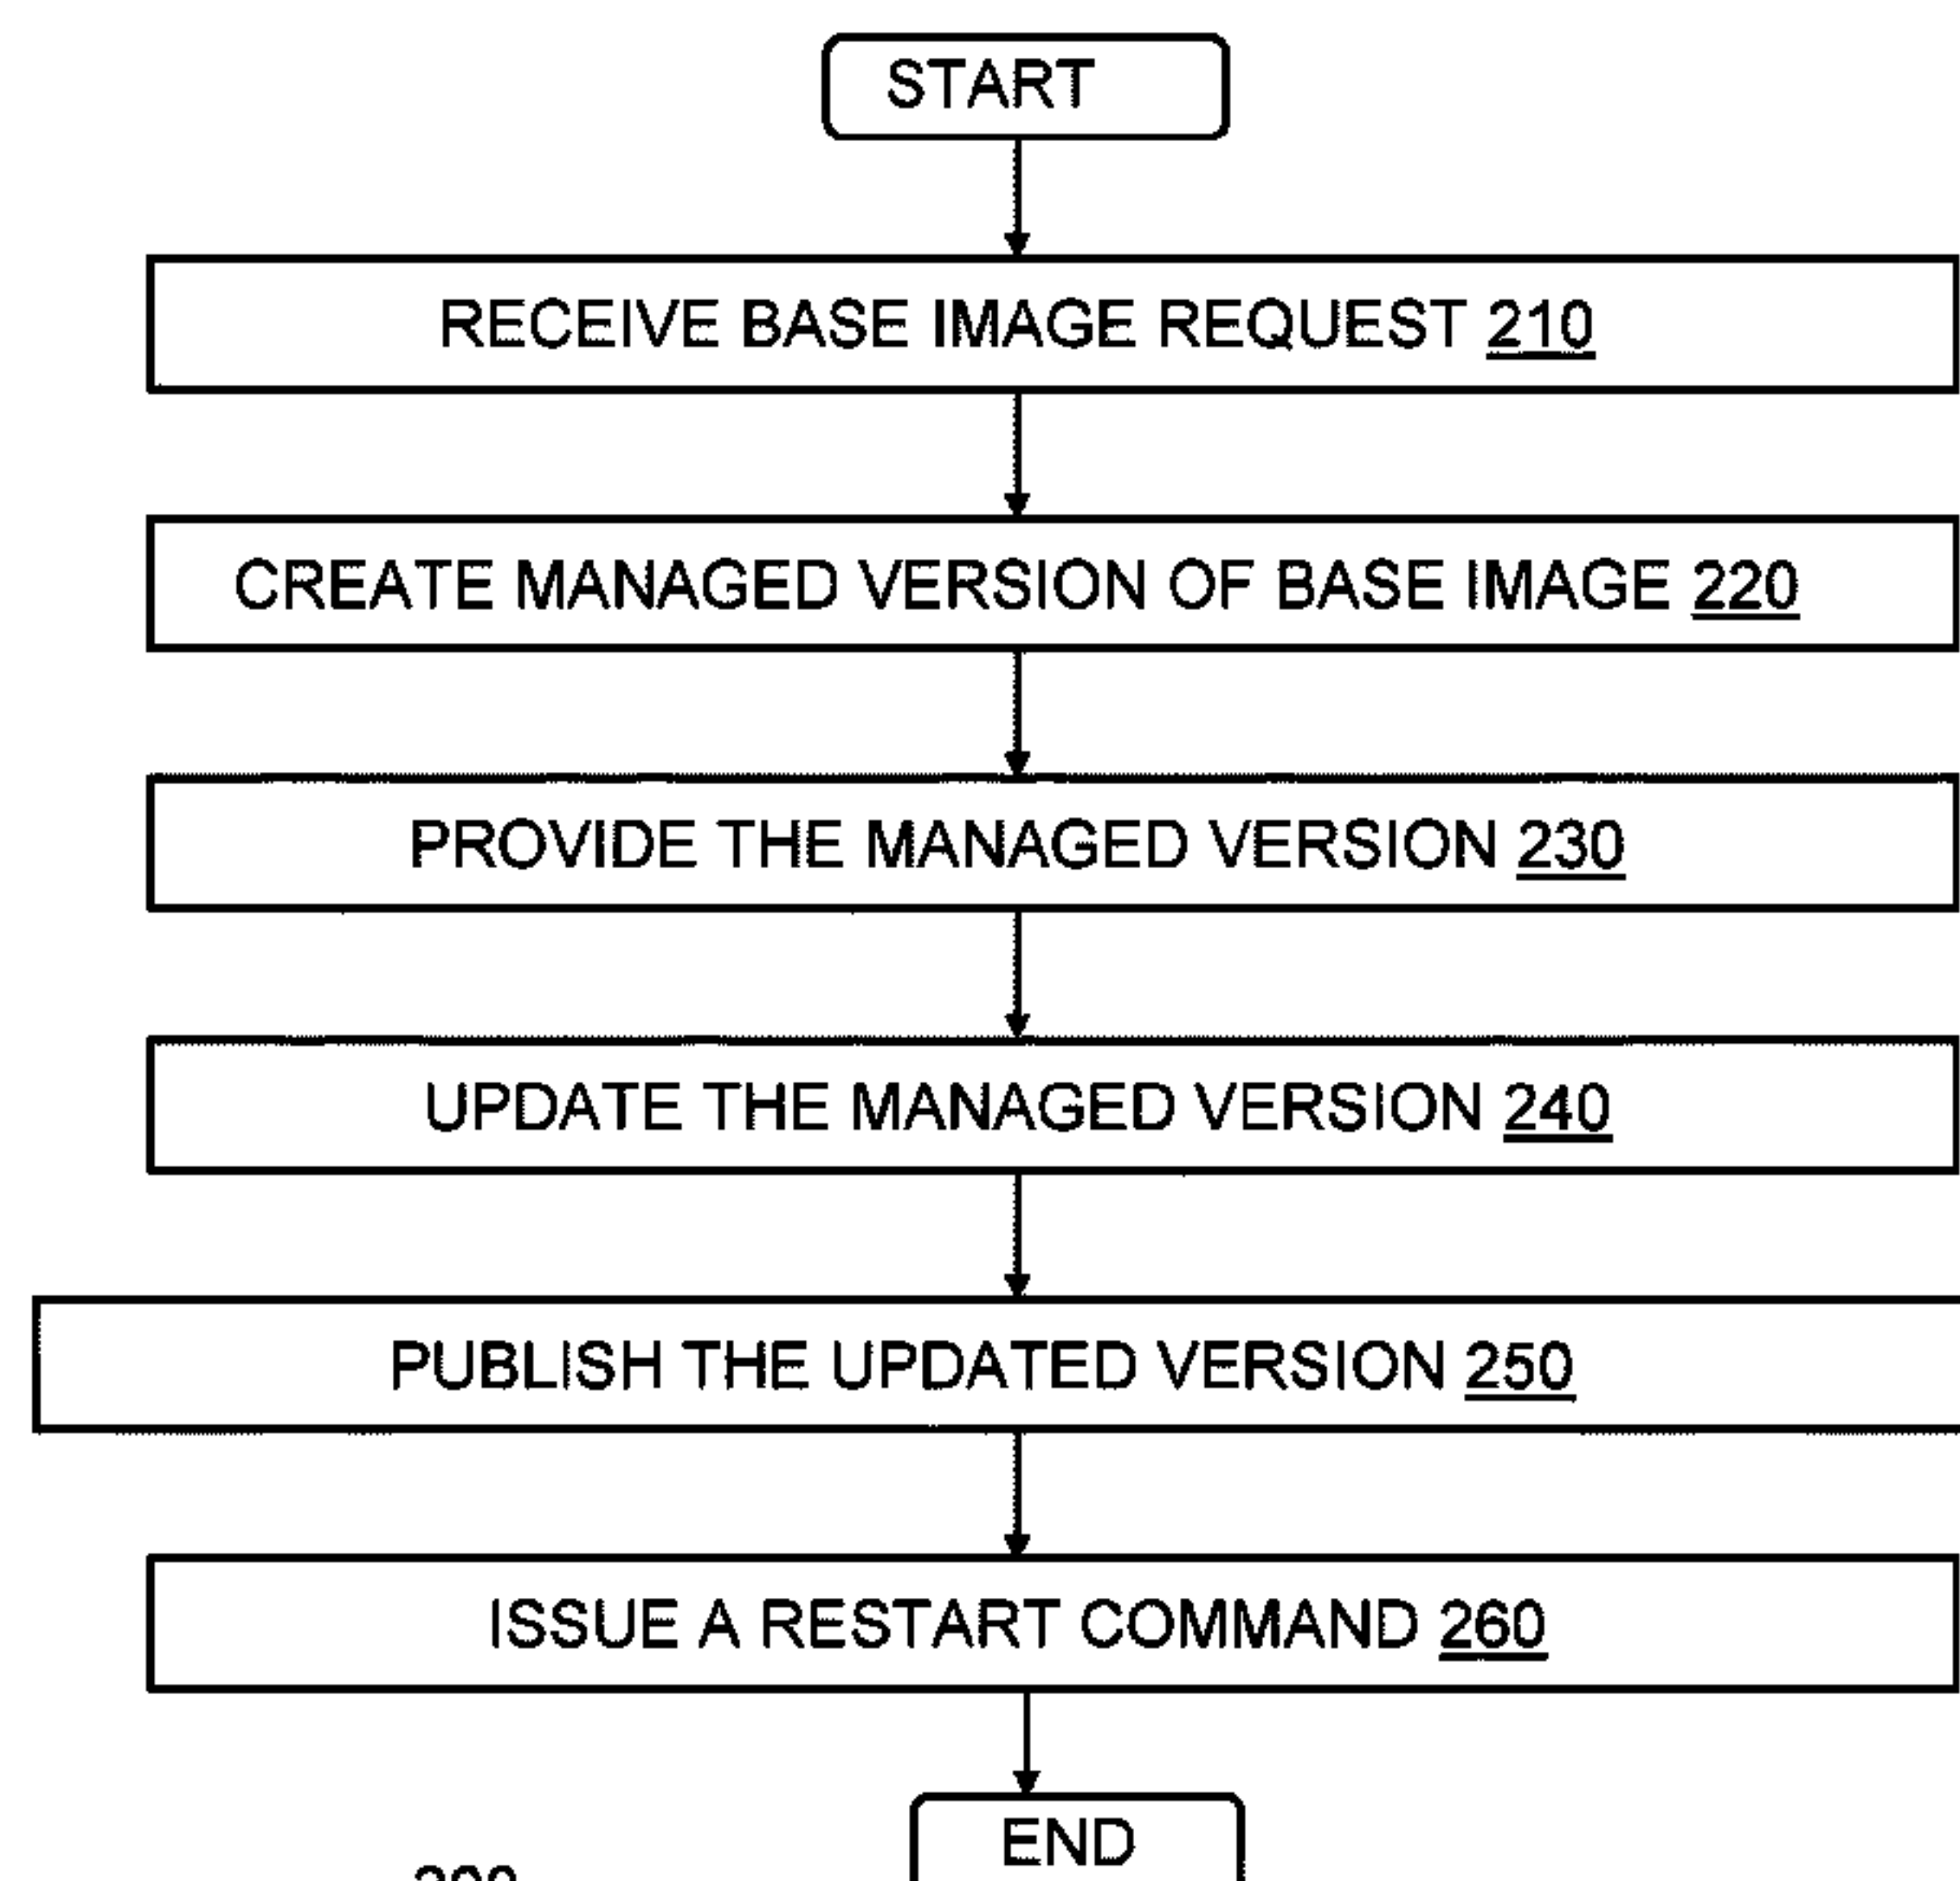 START
RECEIVE BASE IMAGE REQUEST 210
CREATE MANAGED VERSION OF BASE IMAGE 220
PROVIDE THE MANAGED VERSION 230
UPDATE THE MANAGED VERSION 240
PUBLISH THE UPDATED VERSION 250
ISSUE A RESTART COMMAND 260
END